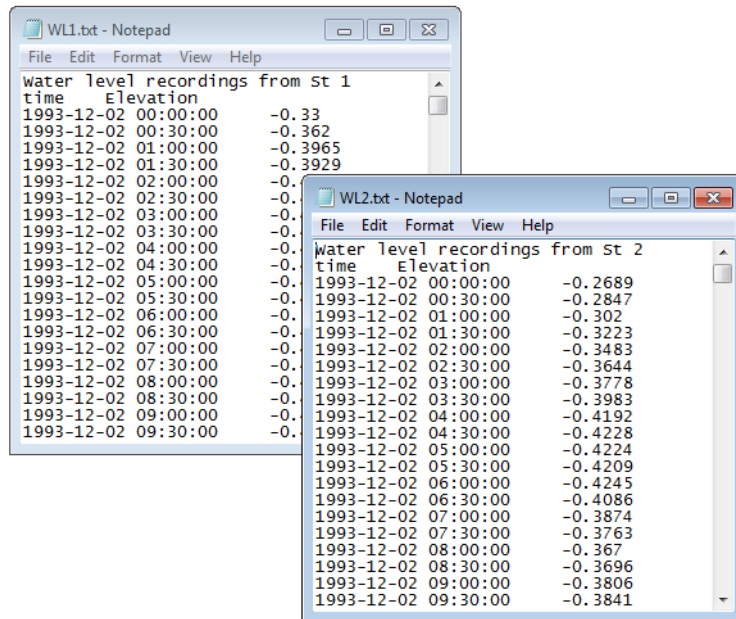 WL1.txt - Notepad
File Edit Format View Help
Water level recordings from St 1
time Elevation
1993-12-02 00:00:00 -0.33
1993-12-02 00:30:00 -0.362
1993-12-02 01:00:00 -0.3965
1993-12-02 01:30:00 -0.3929
1993-12-02 02:00:00
1993-12-02 02:30:00
1993-12-02 03:00:00
1993-12-02 03:30:00
1993-12-02 04:00:00
1993-12-02 04:30:00
1993-12-02 05:00:00
1993-12-02 05:30:00
1993-12-02 06:00:00
1993-12-02 06:30:00
1993-12-02 07:00:00
1993-12-02 07:30:00
1993-12-02 08:00:00
1993-12-02 08:30:00
1993-12-02 09:00:00
1993-12-02 09:30:00
WL2.txt - Notepad
File Edit Format View Help
Water level recordings from St 2
time Elevation
1993-12-02 00:00:00 -0.2689
1993-12-02 00:30:00 -0.2847
1993-12-02 01:00:00 -0.302
1993-12-02 01:30:00 -0.3223
1993-12-02 02:00:00 -0.3483
1993-12-02 02:30:00 -0.3644
1993-12-02 03:00:00 -0.3778
1993-12-02 03:30:00 -0.3983
1993-12-02 04:00:00 -0.4192
1993-12-02 04:30:00 -0.4228
1993-12-02 05:00:00 -0.4224
1993-12-02 05:30:00 -0.4209
1993-12-02 06:00:00 -0.4245
1993-12-02 06:30:00 -0.4086
1993-12-02 07:00:00 -0.3874
1993-12-02 07:30:00 -0.3763
1993-12-02 08:00:00 -0.367
1993-12-02 08:30:00 -0.3696
1993-12-02 09:00:00 -0.3806
1993-12-02 09:30:00 -0.3841